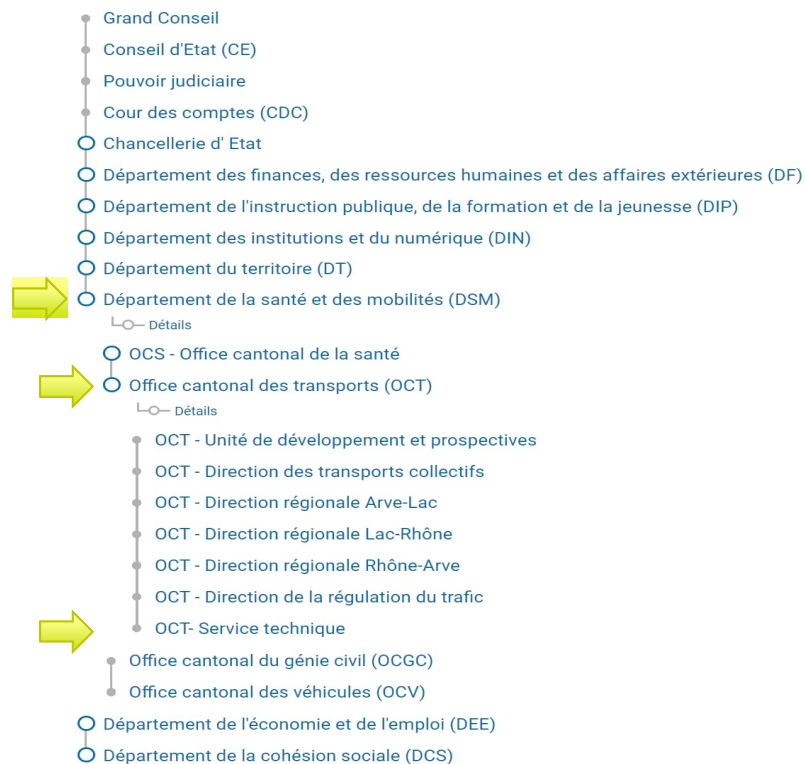 Grand Conseil
Conseil d'Etat (CE)
Pouvoir judiciaire
Cour des comptes (CDC)
Chancellerie d' Etat
Département des finances, des ressources humaines et des affaires extérieures (DF)
Département de l'instruction publique, de la formation et de la jeunesse (DIP)
Département des institutions et du numérique (DIN)
Département du territoire (DT)
Département de la santé et des mobilités (DSM)
Détails
OCS - Office cantonal de la santé
Office cantonal des transports (OCT)
Détails
OCT - Unité de développement et prospectives
OCT - Direction des transports collectifs
OCT - Direction régionale Arve-Lac
OCT - Direction régionale Lac-Rhône
OCT - Direction régionale Rhône-Arve
OCT - Direction de la régulation du trafic
OCT- Service technique
Office cantonal du génie civil (OCGC)
Office cantonal des véhicules (OCV)
Département de l'économie et de l'emploi (DEE)
Département de la cohésion sociale (DCS)